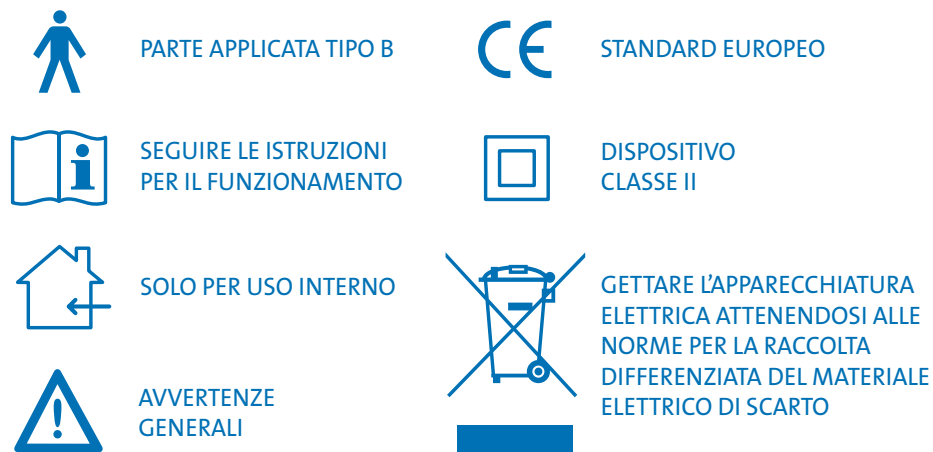 PARTE APPLICATA TIPO B
SEGUIRE LE ISTRUZIONI
PER IL FUNZIONAMENTO
SOLO PER USO INTERNO
AVVERTENZE
GENERALI
CE
STANDARD EUROPEO
DISPOSITIVO
CLASSE II
GETTARE L'APPARECCHIATURA
ELETTRICA ATTENENDOSI ALLE
NORME PER LA RACCOLTA
DIFFERENZIATA DEL MATERIALE
ELETTRICO DI SCARTO